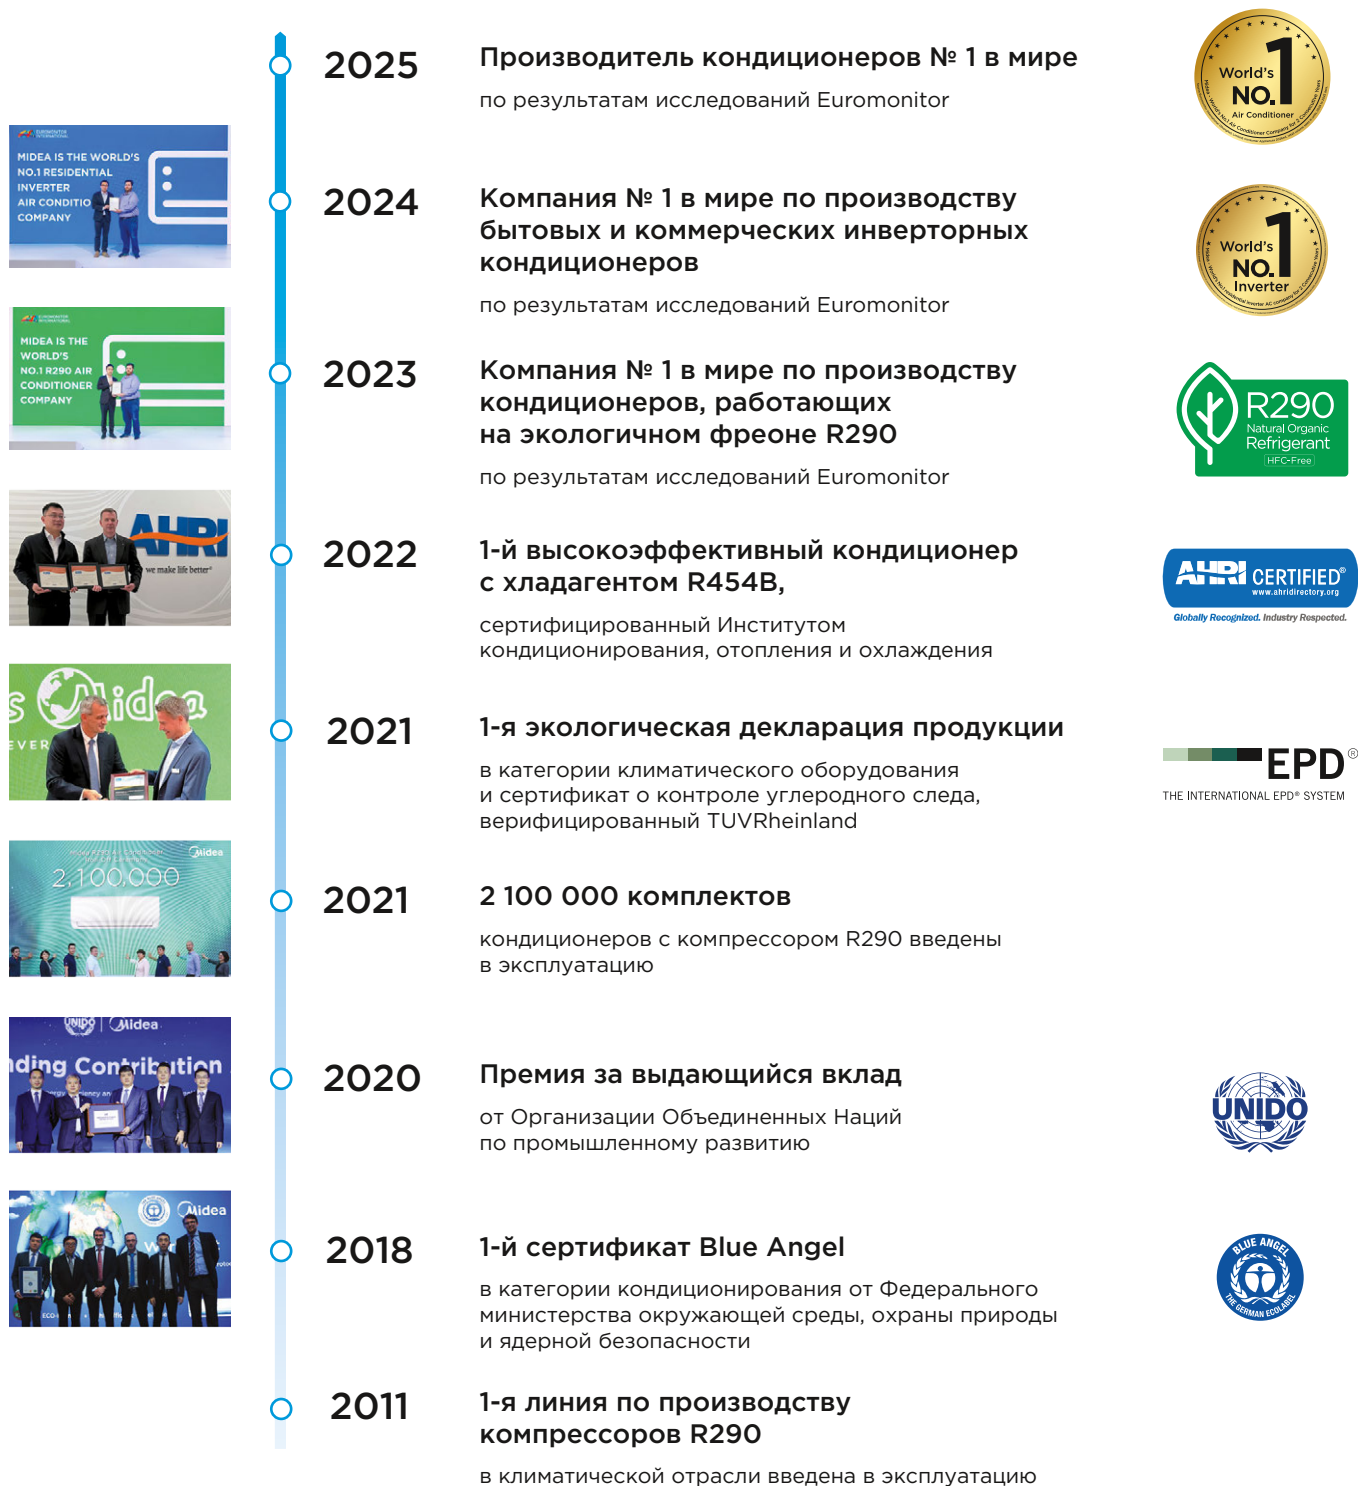 2025
Производитель кондиционеров № 1 в мире
по результатам исследований Euromonitor
World's
NO.1
Air Conditioner
EUROMONITOR
INTERNATIONAL
MIDEA IS THE WORLD'S
NO.1 RESIDENTIAL
INVERTER
AIR CONDITIO
COMPANY
2024
Компания № 1 в мире по производству
бытовых и коммерческих инверторных
кондиционеров
по результатам исследований Euromonitor
World's
NO.1
Inverter
EUROMONITOR
INTERNATIONAL
MIDEA IS THE
WORLD'S
NO.1 R290 AIR
CONDITIONER
COMPANY
2023
Компания № 1 в мире по производству
кондиционеров, работающих
на экологичном фреоне R290
по результатам исследований Euromonitor
R290
Natural Organic
Refrigerant
HFC-Free
AHRI
we make life better®
2022
1-й высокоэффективный кондиционер
с хладагентом R454B,
сертифицированный Институтом
кондиционирования, отопления и охлаждения
AHRI CERTIFIED®
www.ahridirectory.org
Globally Recognized. Industry Respected.
s Midea
EVER
2021
1-я экологическая декларация продукции
в категории климатического оборудования
и сертификат о контроле углеродного следа,
верифицированный TUVRheinland
EPD®
THE INTERNATIONAL EPD® SYSTEM
Midea
2,100,000
2021
2 100 000 комплектов
кондиционеров с компрессором R290 введены
в эксплуатацию
UNIDO Midea
nding Contribution
2020
Премия за выдающийся вклад
от Организации Объединенных Наций
по промышленному развитию
UNIDO
Midea
2018
1-й сертификат Blue Angel
в категории кондиционирования от Федерального
министерства окружающей среды, охраны природы
и ядерной безопасности
BLUE ANGEL
THE GERMAN ECOLABEL
2011
1-я линия по производству
компрессоров R290
в климатической отрасли введена в эксплуатацию